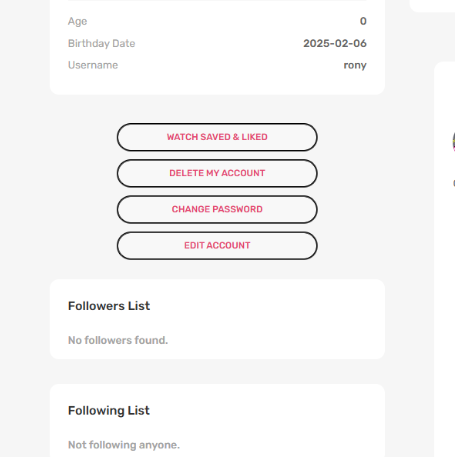 Age 0
Birthday Date 2025-02-06
Username rony
WATCH SAVED & LIKED
DELETE MY ACCOUNT
CHANGE PASSWORD
EDIT ACCOUNT
Followers List
No followers found.
Following List
Not following anyone.